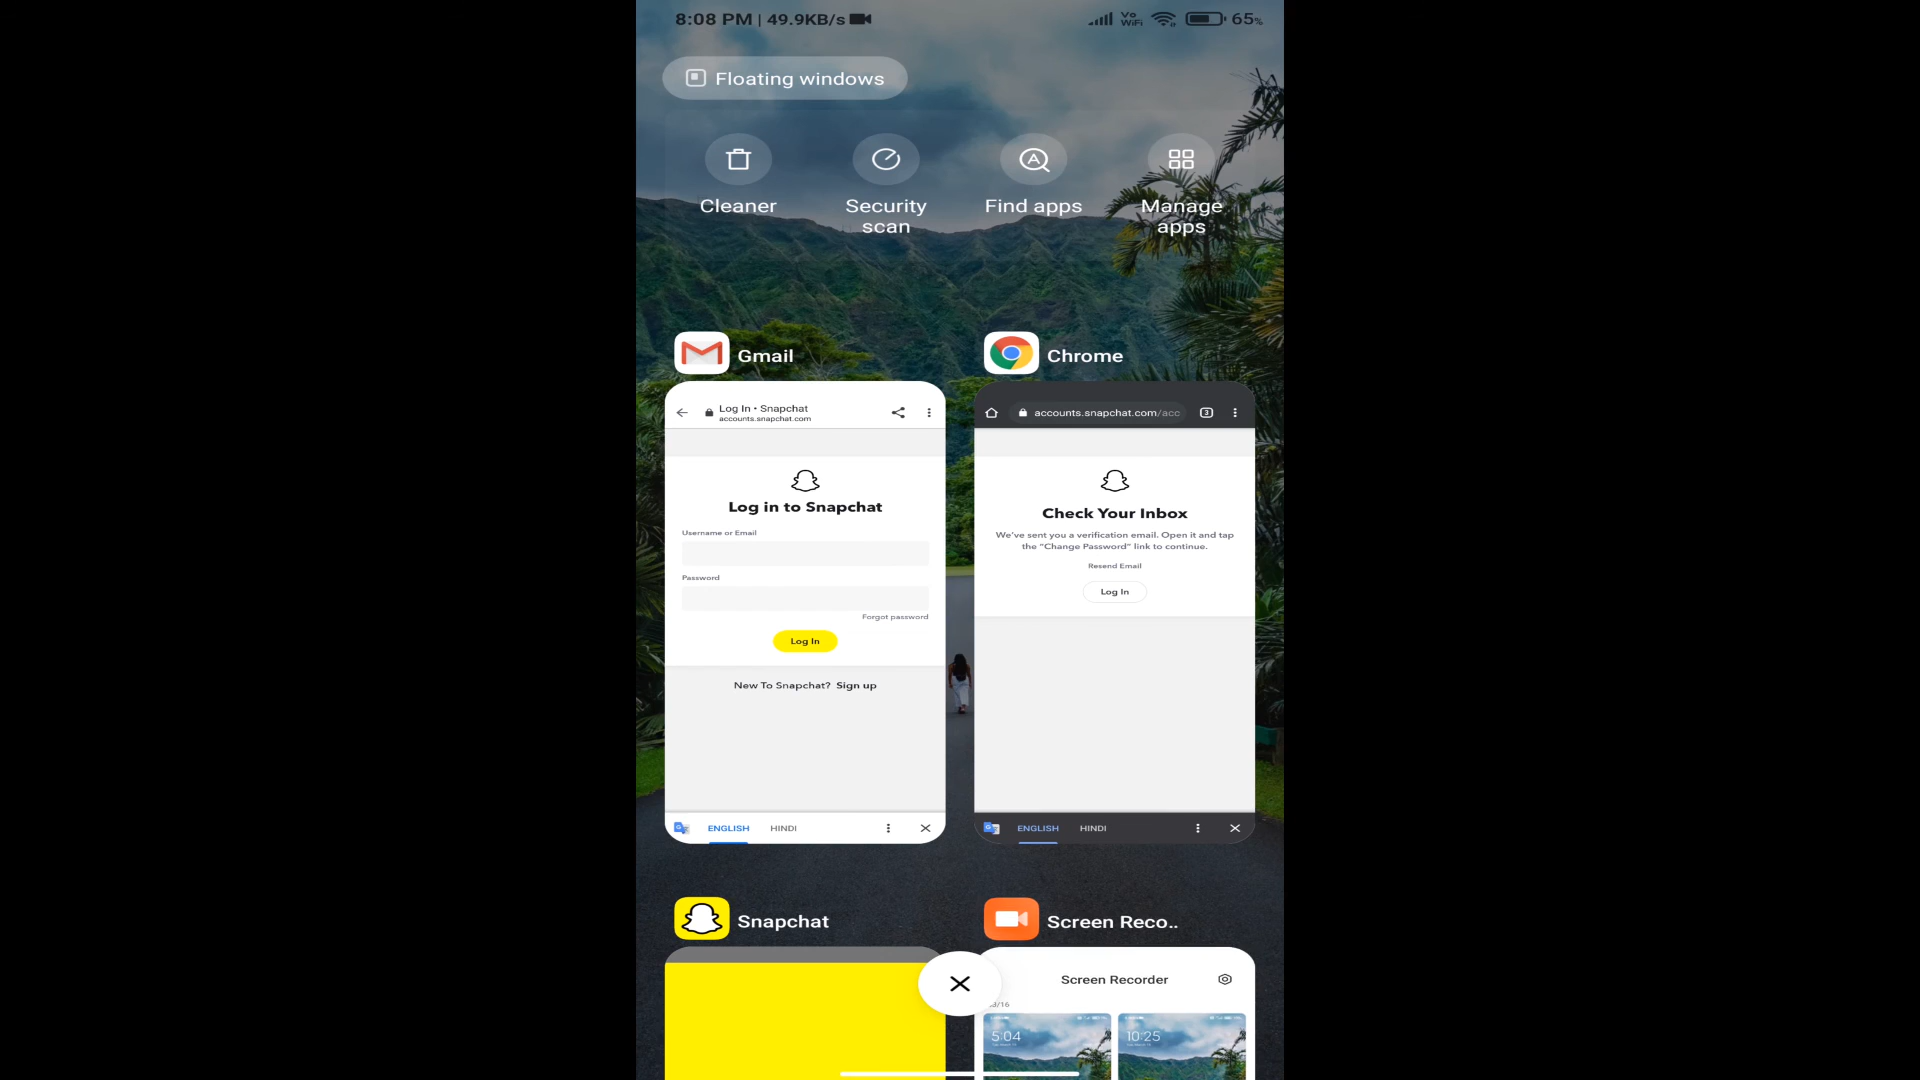 8:08 PM | 49.9KB/s
Vo
WiFi
65%
Floating windows
Cleaner
Security
scan
Find apps
Manage
apps
Gmail
Log In • Snapchat
accounts.snapchat.com
Log in to Snapchat
Username or Email
Password
Forgot password
Log In
New To Snapchat? Sign up
ENGLISH
HINDI
Chrome
accounts.snapchat.com/acc
3
Check Your Inbox
We've sent you a verification email. Open it and tap
the "Change Password" link to continue.
Resend Email
Log In
ENGLISH
HINDI
Snapchat
Screen Reco..
Screen Recorder
3/16
5:04
10:25